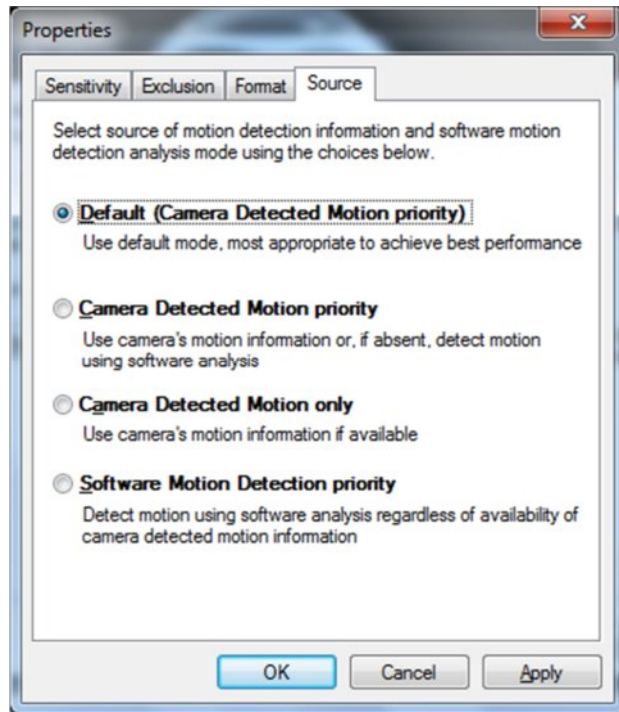 Properties
Sensitivity Exclusion Format Source
Select source of motion detection information and software motion
detection analysis mode using the choices below.
Default (Camera Detected Motion priority)
Use default mode, most appropriate to achieve best performance
Camera Detected Motion priority
Use camera's motion information or, if absent, detect motion
using software analysis
Camera Detected Motion only
Use camera's motion information if available
Software Motion Detection priority
Detect motion using software analysis regardless of availability of
camera detected motion information
OK Cancel Apply